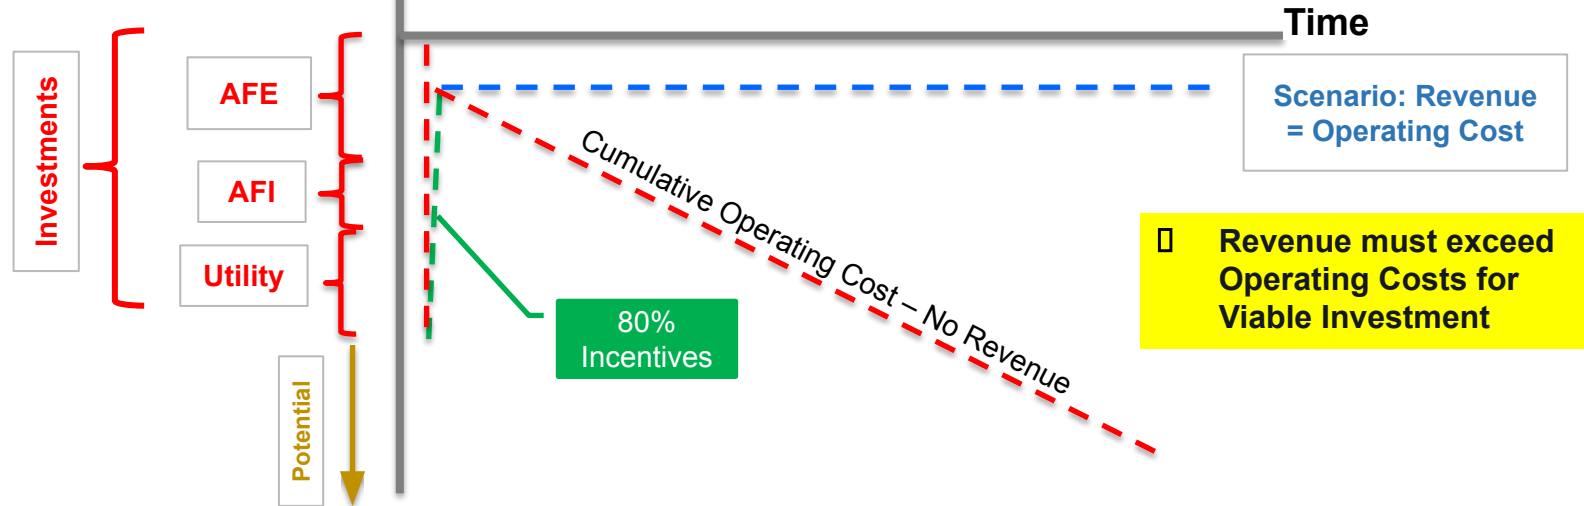 Time
Investments
AFE
AFI
Utility
Potential
Cumulative Operating Cost – No Revenue
80%
Incentives
Scenario: Revenue
= Operating Cost
Revenue must exceed
Operating Costs for
Viable Investment